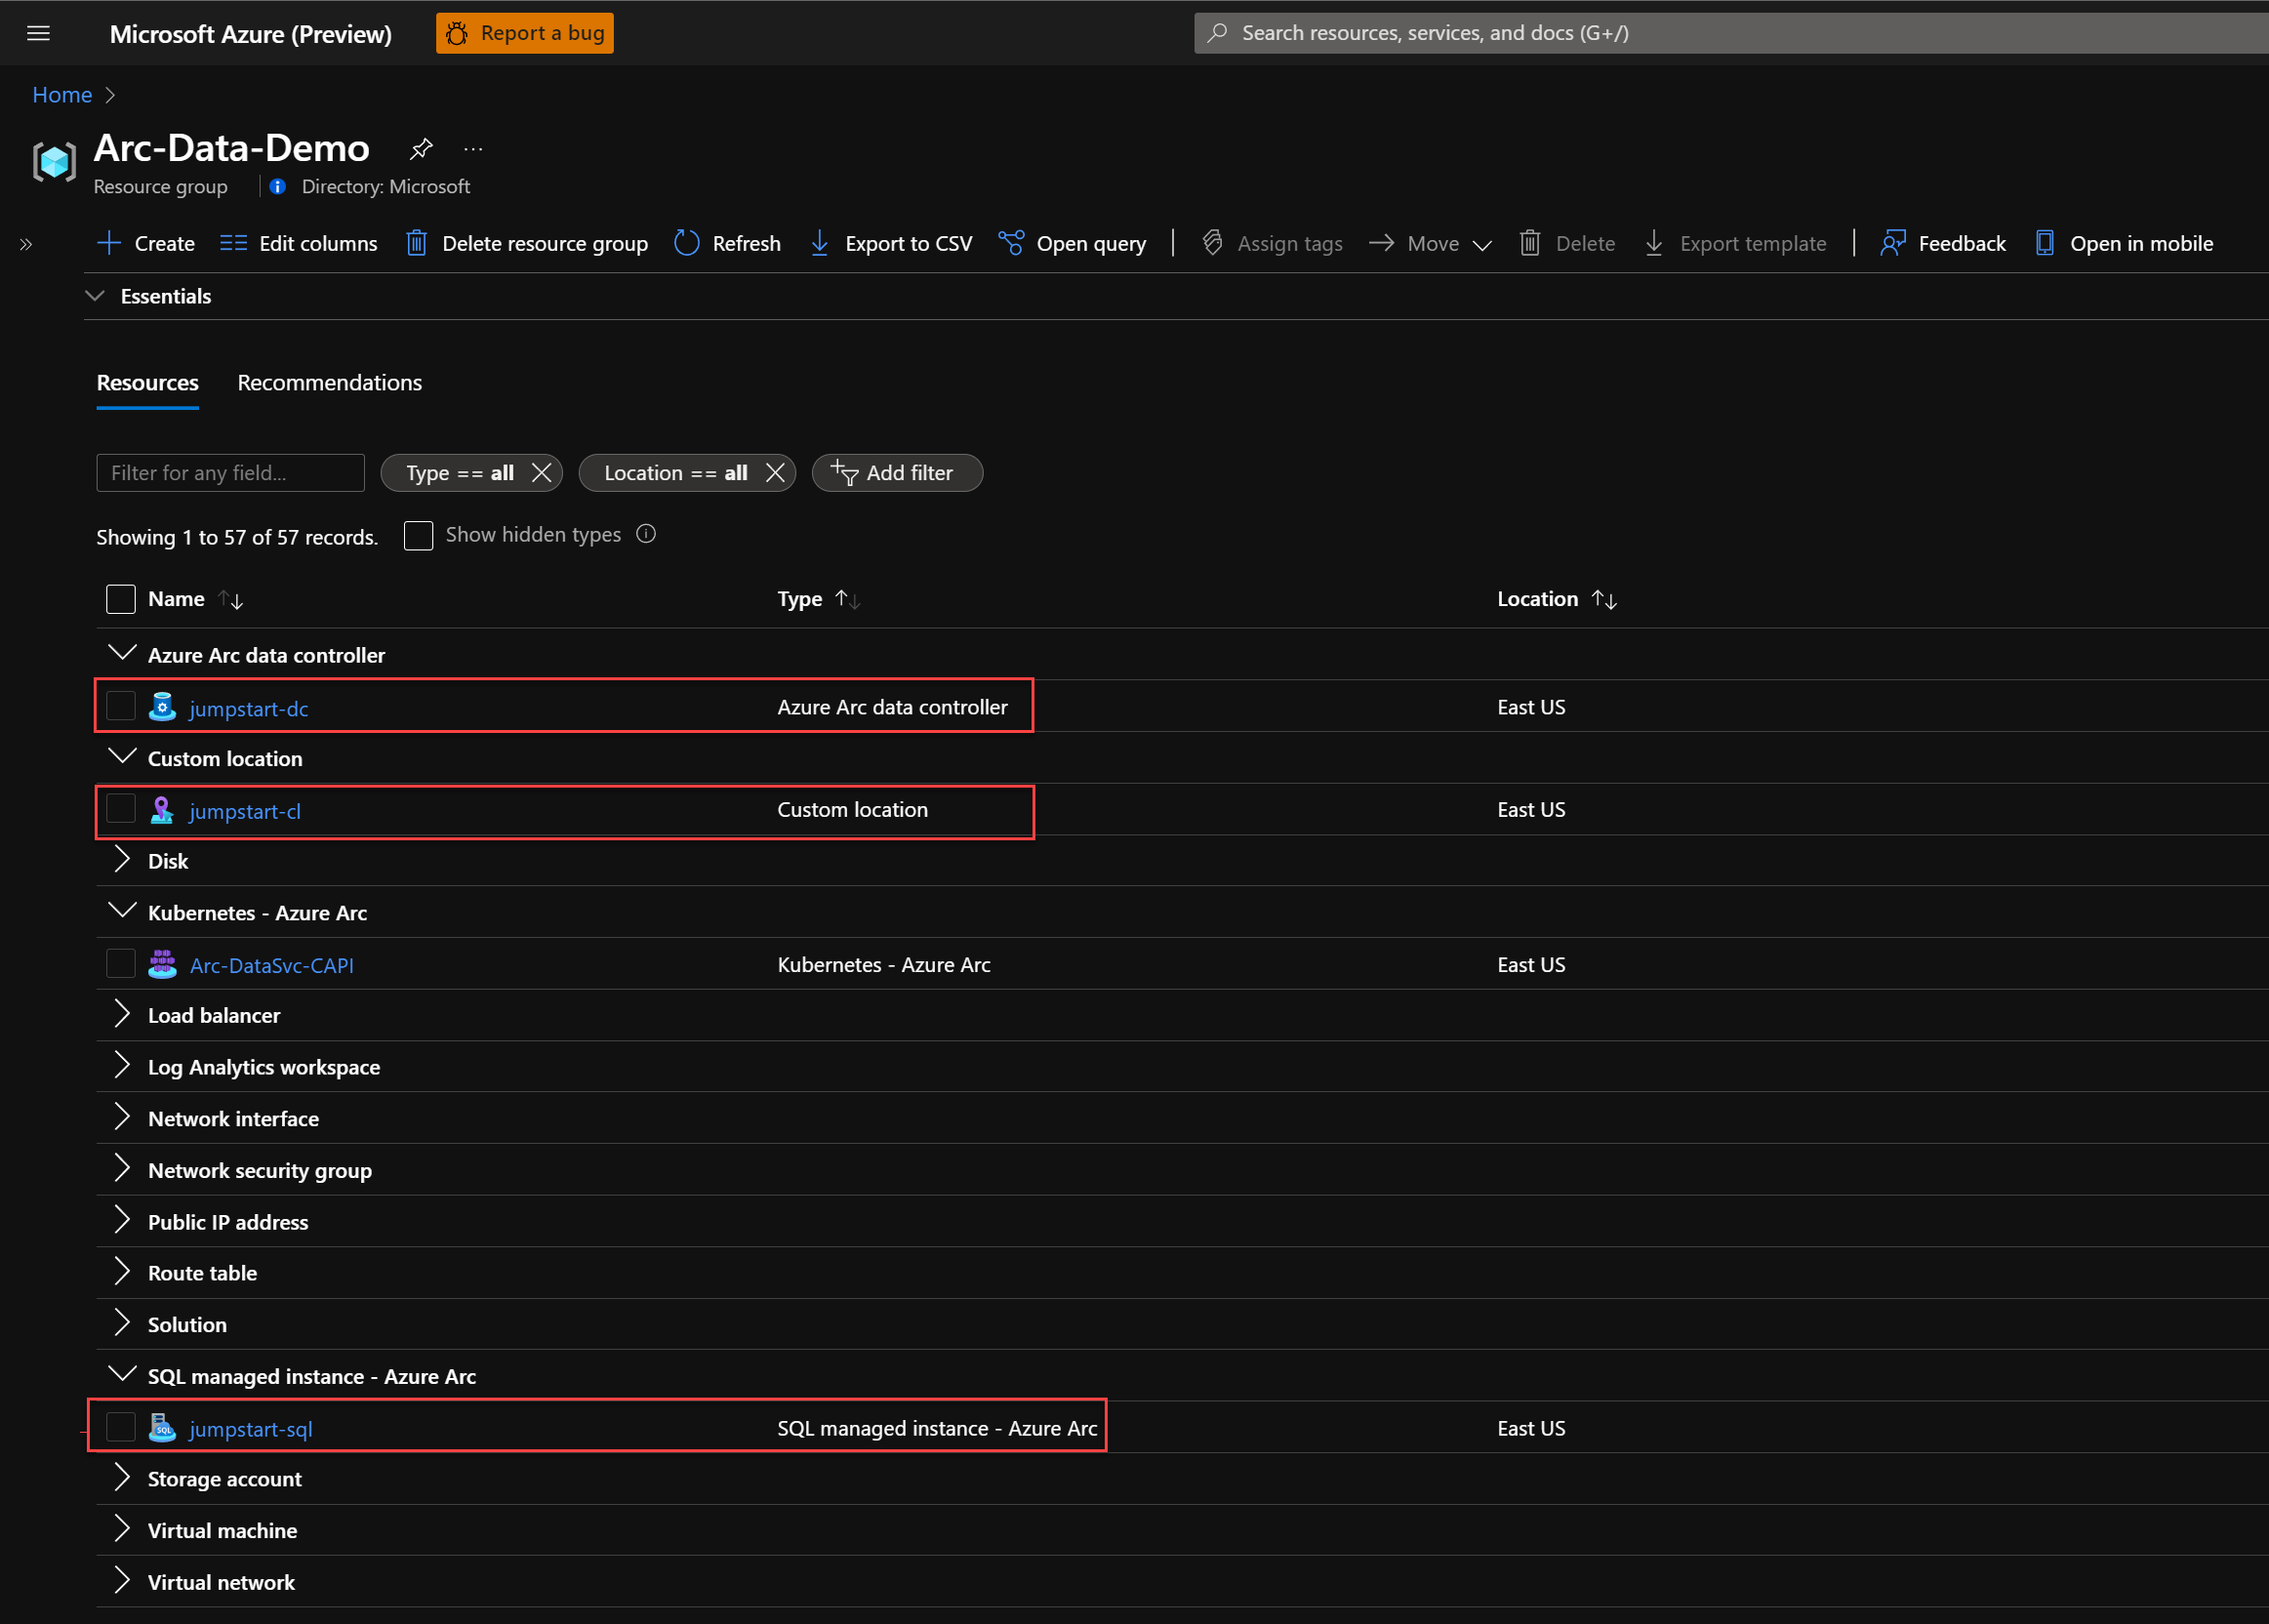 Microsoft Azure (Preview) Report a bug Search resources, services, and docs (G+/)
Home
Arc-Data-Demo ...
Resource group Directory: Microsoft
Create Edit columns Delete resource group Refresh Export to CSV Open query Assign tags Move Delete Export template Feedback Open in mobile
Essentials
Resources Recommendations
Filter for any field... Type == all Location == all Add filter
Showing 1 to 57 of 57 records. Show hidden types
Name Type Location
Azure Arc data controller
jumpstart-dc Azure Arc data controller East US
Custom location
jumpstart-cl Custom location East US
Disk
Kubernetes - Azure Arc
Arc-DataSvc-CAPI Kubernetes - Azure Arc East US
Load balancer
Log Analytics workspace
Network interface
Network security group
Public IP address
Route table
Solution
SQL managed instance - Azure Arc
jumpstart-sql SQL managed instance - Azure Arc East US
Storage account
Virtual machine
Virtual network